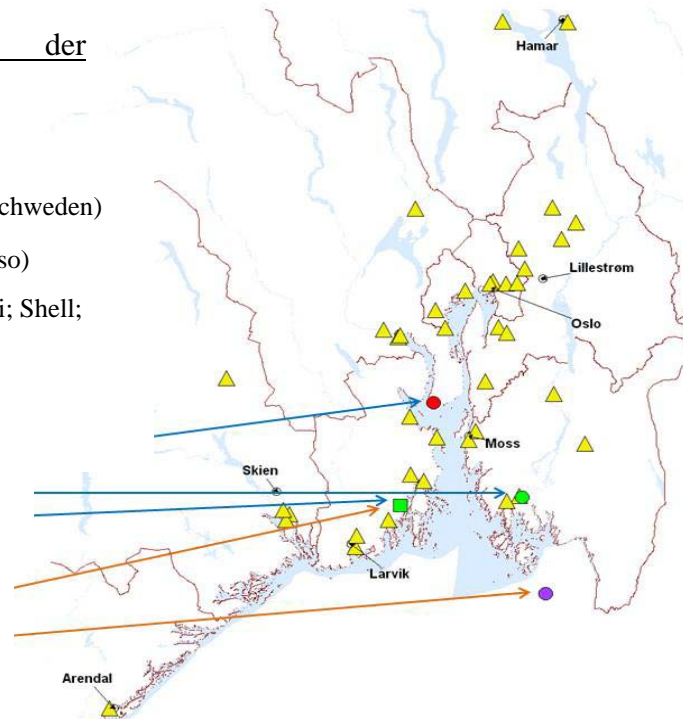 der
chweden)
so)
i; Shell;
Hamar
Lillestrøm
Oslo
Moss
Skien
Larvik
Arendal